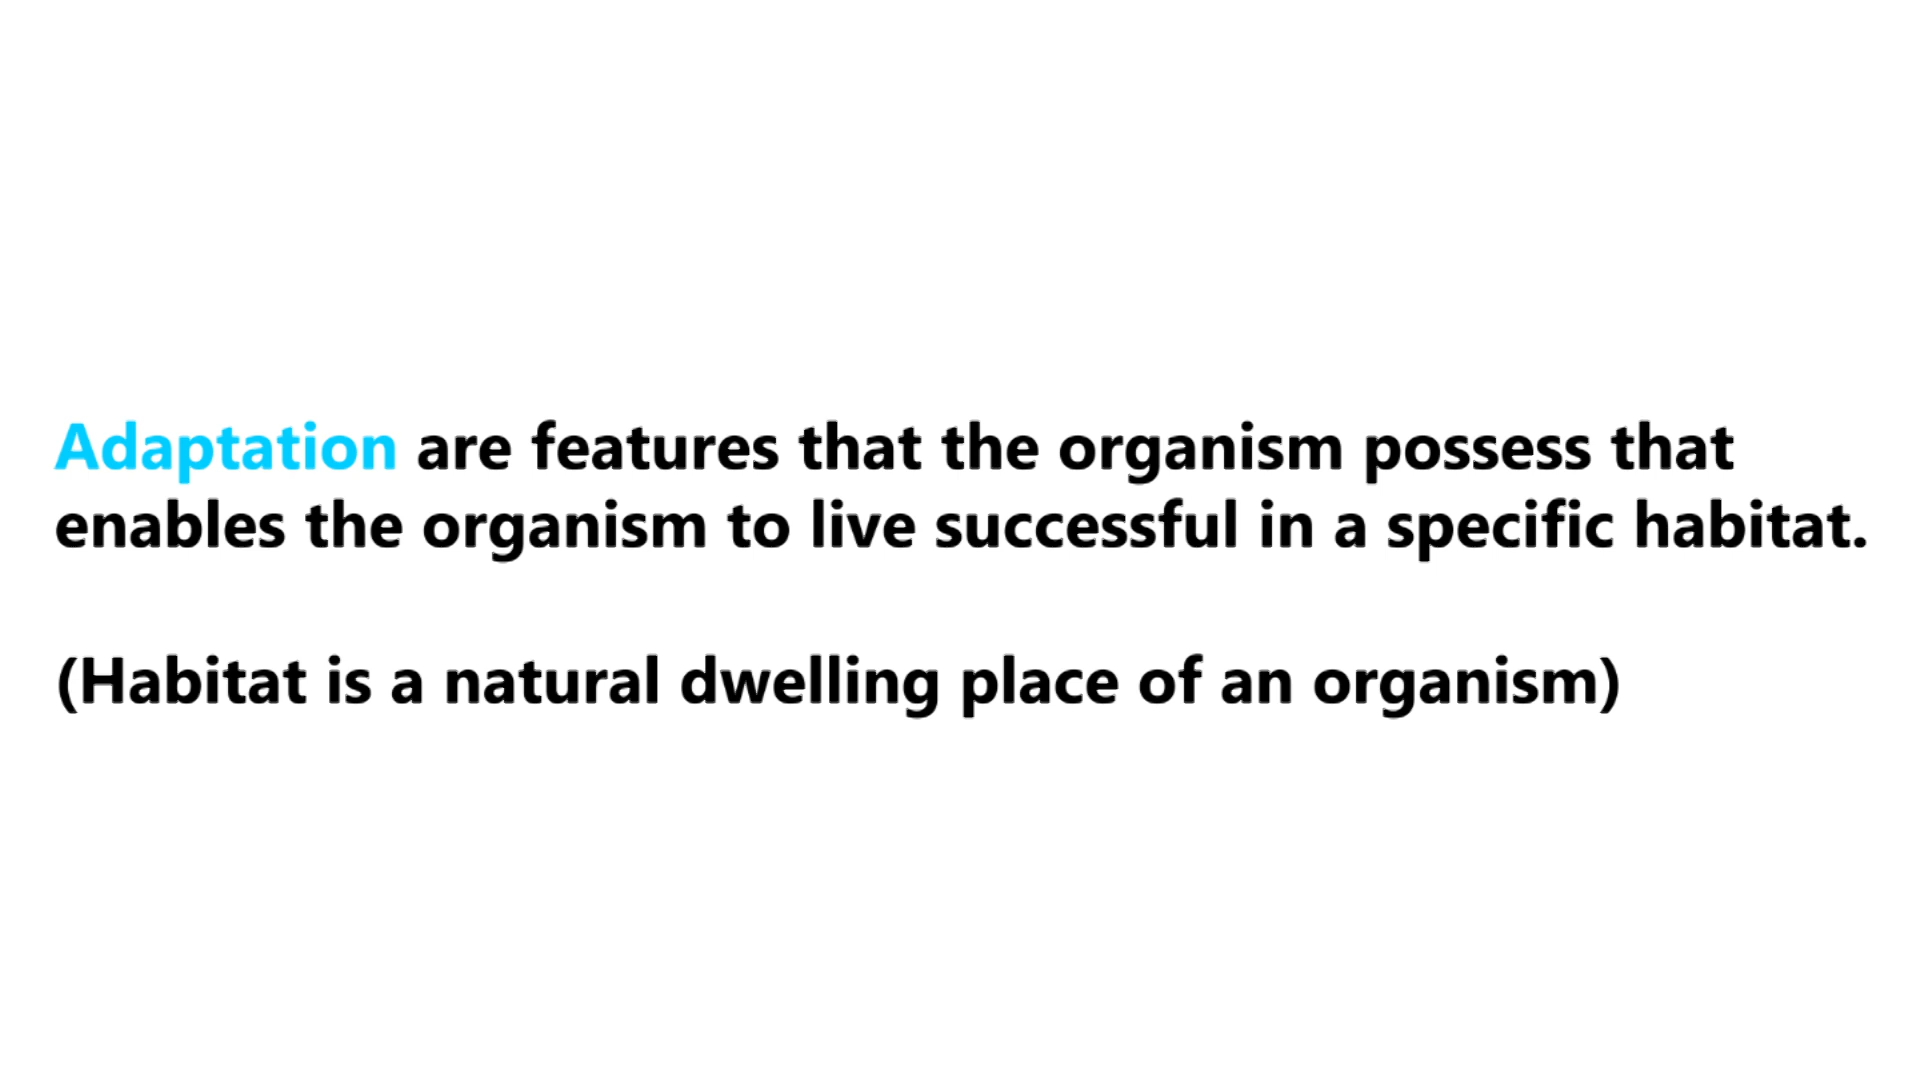 Adaptation are features that the organism possess that
enables the organism to live successful in a specific habitat.
(Habitat is a natural dwelling place of an organism)